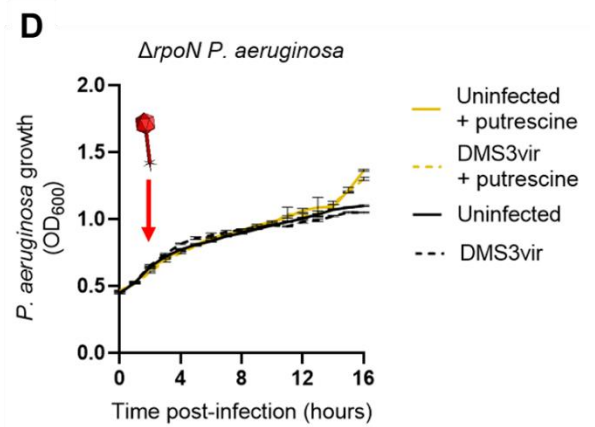 D
ΔrpoN P. aeruginosa
P. aeruginosa growth
(OD600)
2.0
1.5
1.0
0.5
0.0
0 4 8 12 16
Time post-infection (hours)
Uninfected
+ putrescine
DMS3vir
+ putrescine
Uninfected
DMS3vir